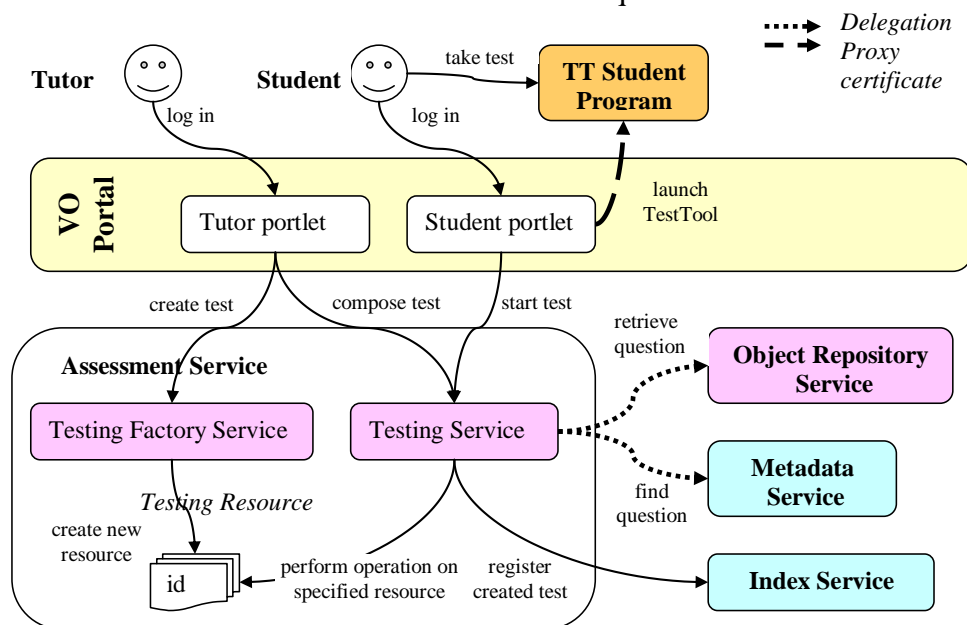 Delegation
Proxy
certificate
Tutor
Student
take test
TT Student
Program
log in
log in
VO
Portal
Tutor portlet
Student portlet
launch
TestTool
create test
compose test
start test
retrieve
question
Assessment Service
Object Repository
Service
Testing Factory Service
Testing Service
Metadata
Service
find
question
Testing Resource
create new
resource
id
perform operation on
specified resource
register
created test
Index Service